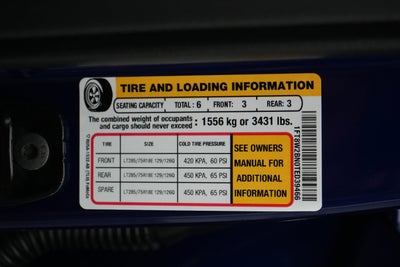 TIRE AND LOADING INFORMATION
SEATING CAPACITY TOTAL: 6 FRONT: 3 REAR: 3
The combined weight of occupants and cargo should never exceed: 1556 kg or 3431 lbs.
TIRE SIZE COLD TIRE PRESSURE
FRONT LT285/75R18E 129/126Q 420 KPA, 60 PSI
REAR LT285/75R18E 129/126Q 450 KPA, 65 PSI
SPARE LT285/75R18E 129/126Q 450 KPA, 65 PSI
SEE OWNERS
MANUAL FOR
ADDITIONAL
INFORMATION